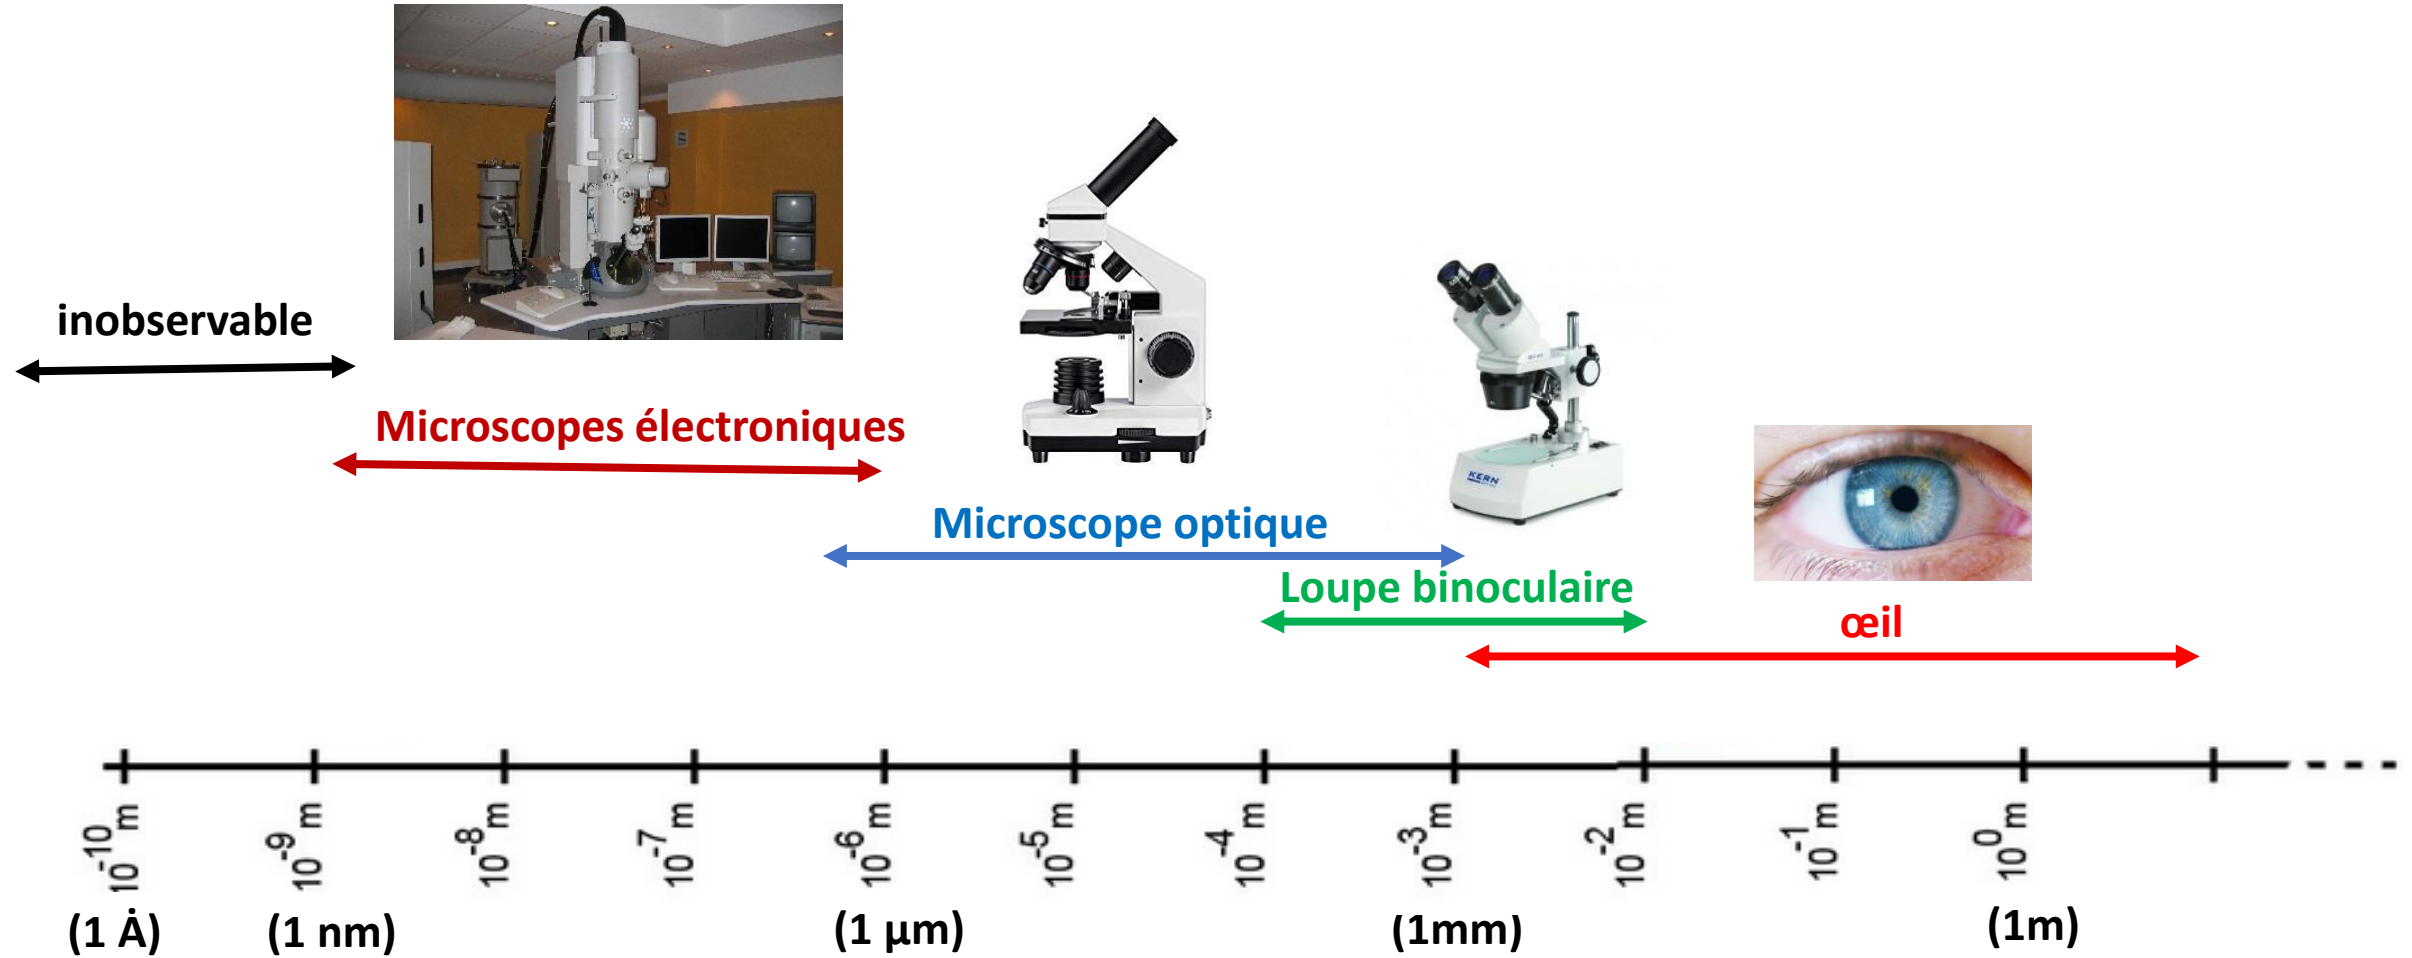 inobservable
Microscopes électroniques
Microscope optique
KERN
Loupe binoculaire
œil
10⁻¹⁰ m
10⁻⁹ m
10⁻⁸ m
10⁻⁷ m
10⁻⁶ m
10⁻⁵ m
10⁻⁴ m
10⁻³ m
10⁻² m
10⁻¹ m
10⁰ m
(1 Ȧ)
(1 nm)
(1 µm)
(1mm)
(1m)